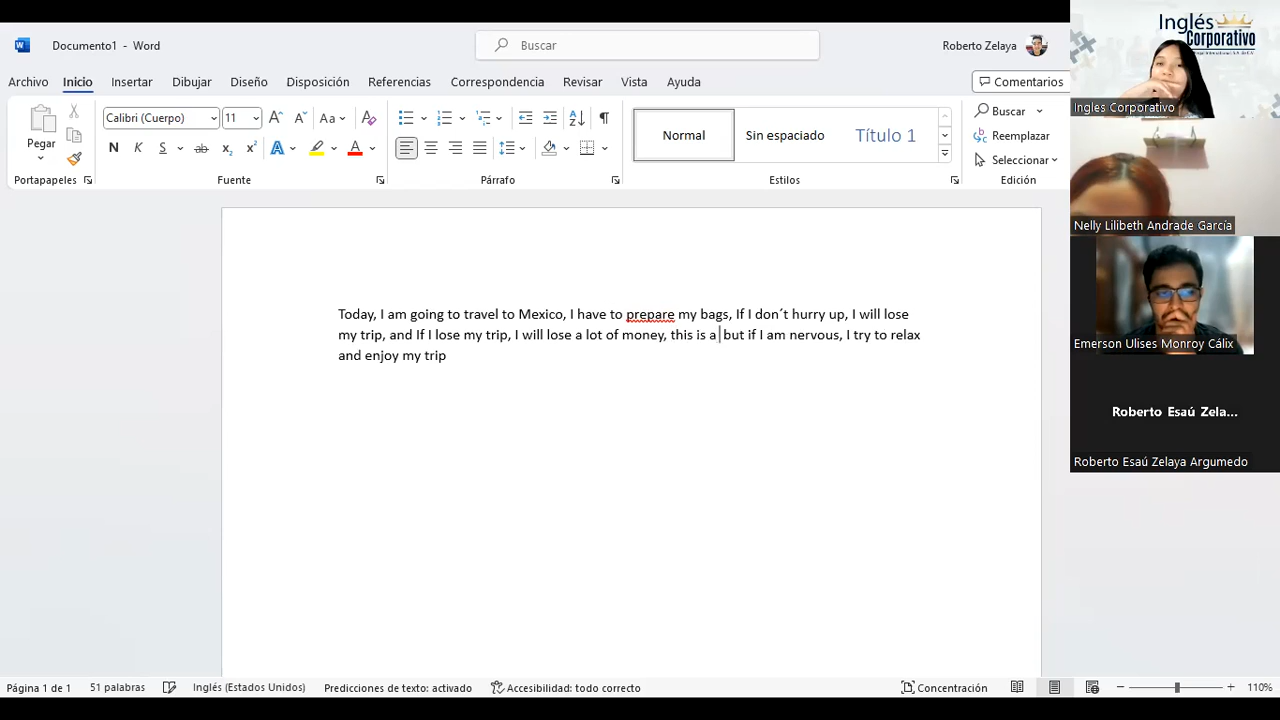 Documento1 - Word
Buscar
Roberto Zelaya
Archivo Inicio Insertar Dibujar Diseño Disposición Referencias Correspondencia Revisar Vista Ayuda
Comentarios
Pegar
Calibri (Cuerpo) 11
Normal
Sin espaciado
Título 1
Buscar
Reemplazar
Seleccionar
Portapapeles
Fuente
Párrafo
Estilos
Edición
Today, I am going to travel to Mexico, I have to prepare my bags, If I don´t hurry up, I will lose
my trip, and If I lose my trip, I will lose a lot of money, this is a but if I am nervous, I try to relax
and enjoy my trip
Página 1 de 1 51 palabras Inglés (Estados Unidos) Predicciones de texto: activado Accesibilidad: todo correcto Concentración 110%
Inglés
Corporativo
Ingles Corporativo
Nelly Lilibeth Andrade García
Emerson Ulises Monroy Cálix
Roberto Esaú Zela...
Roberto Esaú Zelaya Argumedo